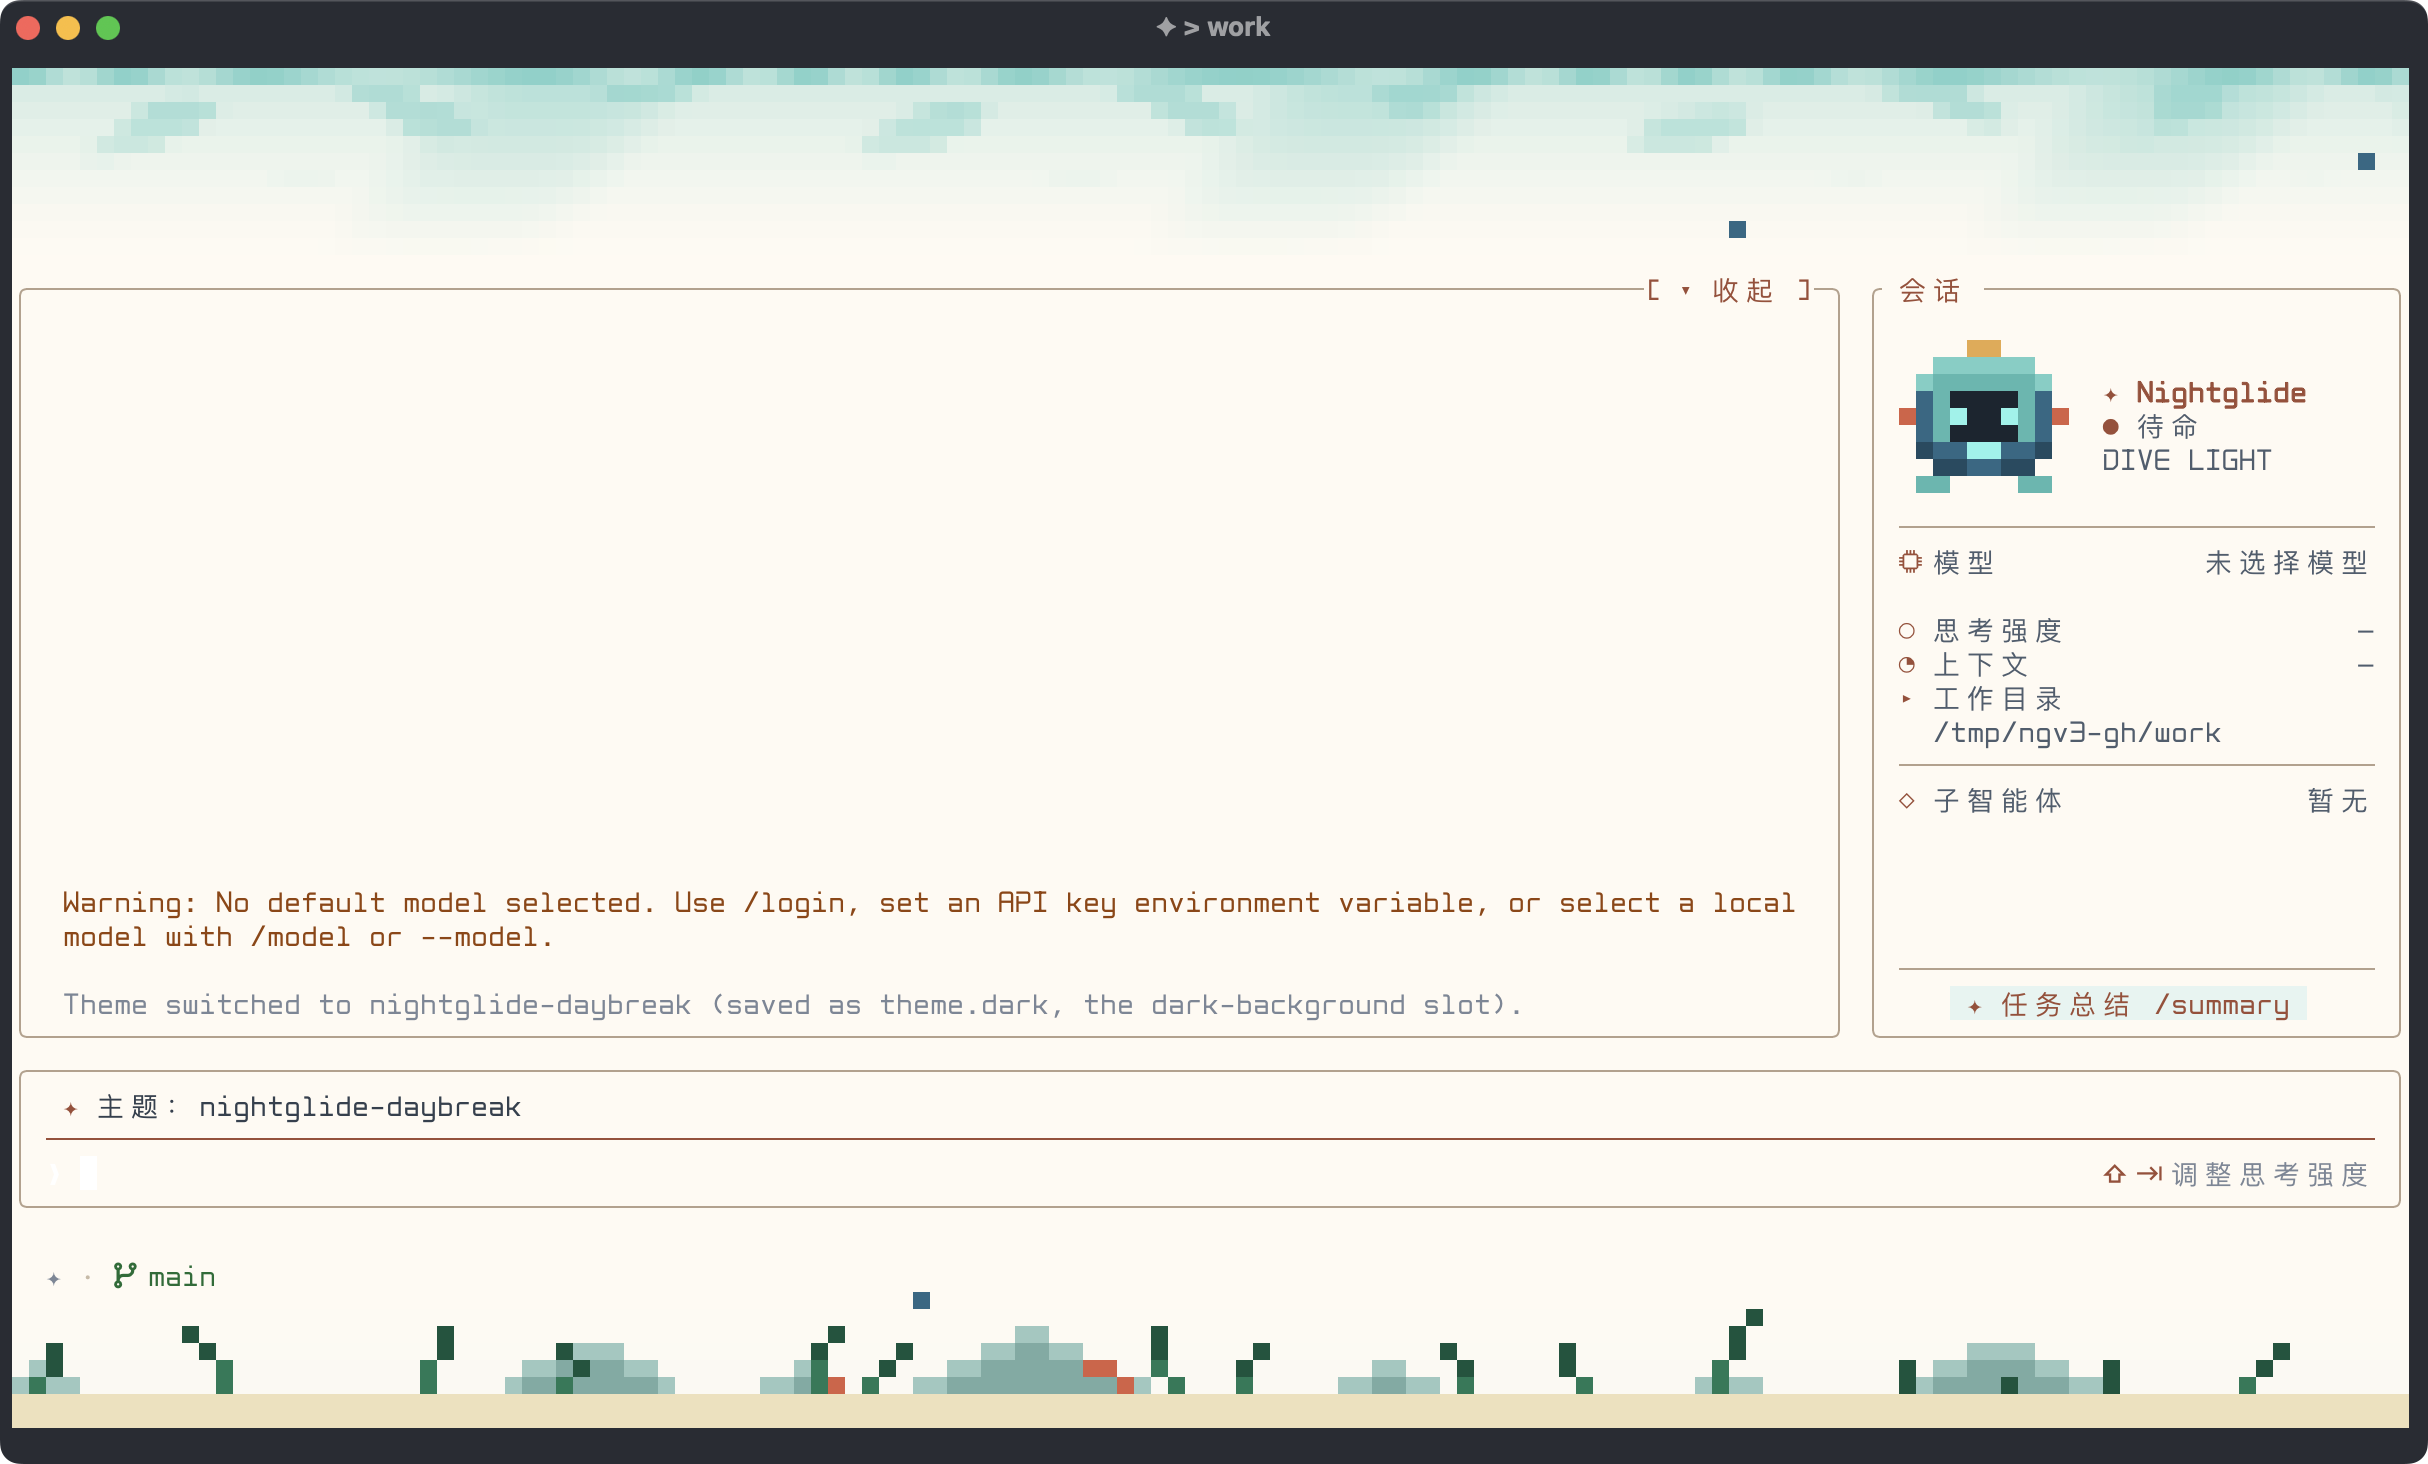 ✦ > work
[ ▾ 收起 ]
Warning: No default model selected. Use /login, set an API key environment variable, or select a local
model with /model or --model.
Theme switched to nightglide-daybreak (saved as theme.dark, the dark-background slot).
会话
✦ Nightglide
● 待命
DIVE LIGHT
模型 未选择模型
○ 思考强度 —
◔ 上下文 —
▸ 工作目录
/tmp/ngv3-gh/work
◇ 子智能体 暂无
✦ 任务总结 /summary
✦ 主题: nightglide-daybreak
❯ ⇧ ⇥ 调整思考强度
✦ · main